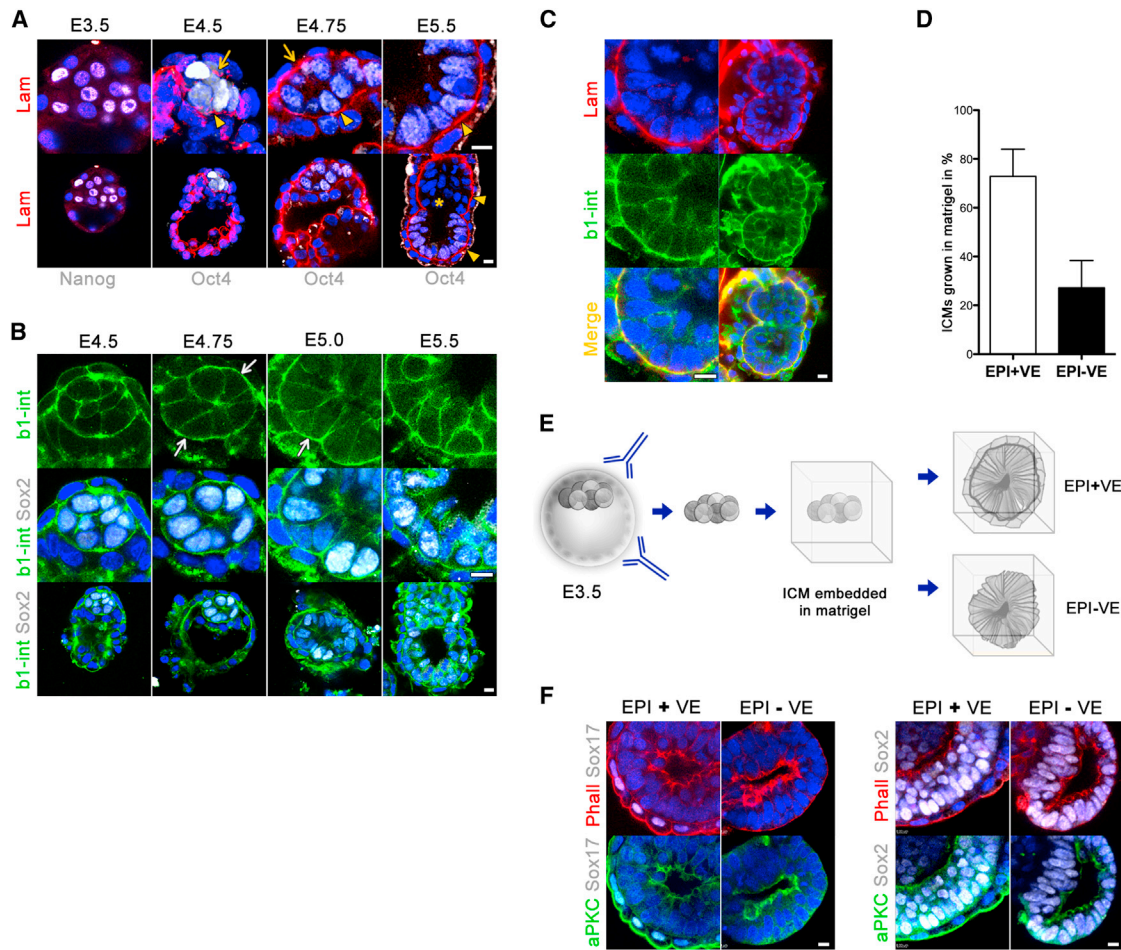 A
E3.5 E4.5 E4.75 E5.5
Lam
Lam
*
Nanog Oct4 Oct4 Oct4
B
E4.5 E4.75 E5.0 E5.5
b1-int
b1-int Sox2
b1-int Sox2
C
Lam
b1-int
Merge
D
ICMs grown in matrigel in %
100
80
60
40
20
0
EPI+VE EPI-VE
E
E3.5
ICM embedded
in matrigel
EPI+VE
EPI-VE
F
EPI + VE EPI - VE
Phall Sox17
aPKC Sox17
EPI + VE EPI - VE
Phall Sox2
aPKC Sox2